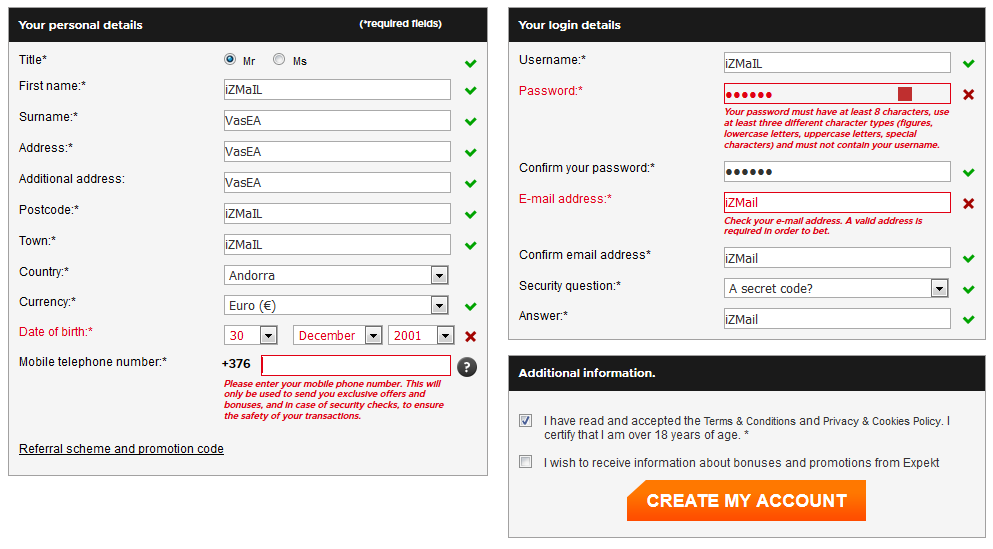 Your personal details
(*required fields)
Title*
Mr
Ms
First name:*
iZMaIL
Surname:*
VasEA
Address:*
VasEA
Additional address:
VasEA
Postcode:*
iZMaIL
Town:*
iZMaIL
Country:*
Andorra
Currency:*
Euro (€)
Date of birth:*
30
December
2001
Mobile telephone number:*
+376
?
Please enter your mobile phone number. This will
only be used to send you exclusive offers and
bonuses, and in case of security checks, to ensure
the safety of your transactions.
Referral scheme and promotion code
Your login details
Username:*
iZMaIL
Password:*
●●●●●●
Your password must have at least 8 characters, use
at least three different character types (figures,
lowercase letters, uppercase letters, special
characters) and must not contain your username.
Confirm your password:*
●●●●●●
E-mail address:*
iZMail
Check your e-mail address. A valid address is
required in order to bet.
Confirm email address*
iZMail
Security question:*
A secret code?
Answer:*
iZMail
Additional information.
I have read and accepted the Terms & Conditions and Privacy & Cookies Policy. I
certify that I am over 18 years of age. *
I wish to receive information about bonuses and promotions from Expekt
CREATE MY ACCOUNT